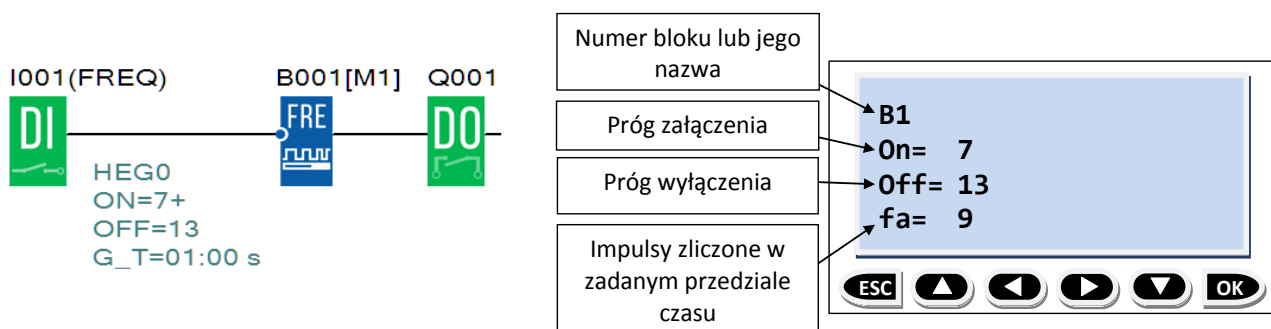 I001(FREQ)
B001[M1]
Q001
DI
FRE
DO
HEG0
ON=7+
OFF=13
G_T=01:00 s
Numer bloku lub jego
nazwa
Próg załączenia
Próg wyłączenia
Impulsy zliczone w
zadanym przedziale
czasu
B1
On= 7
Off= 13
fa= 9
ESC
OK